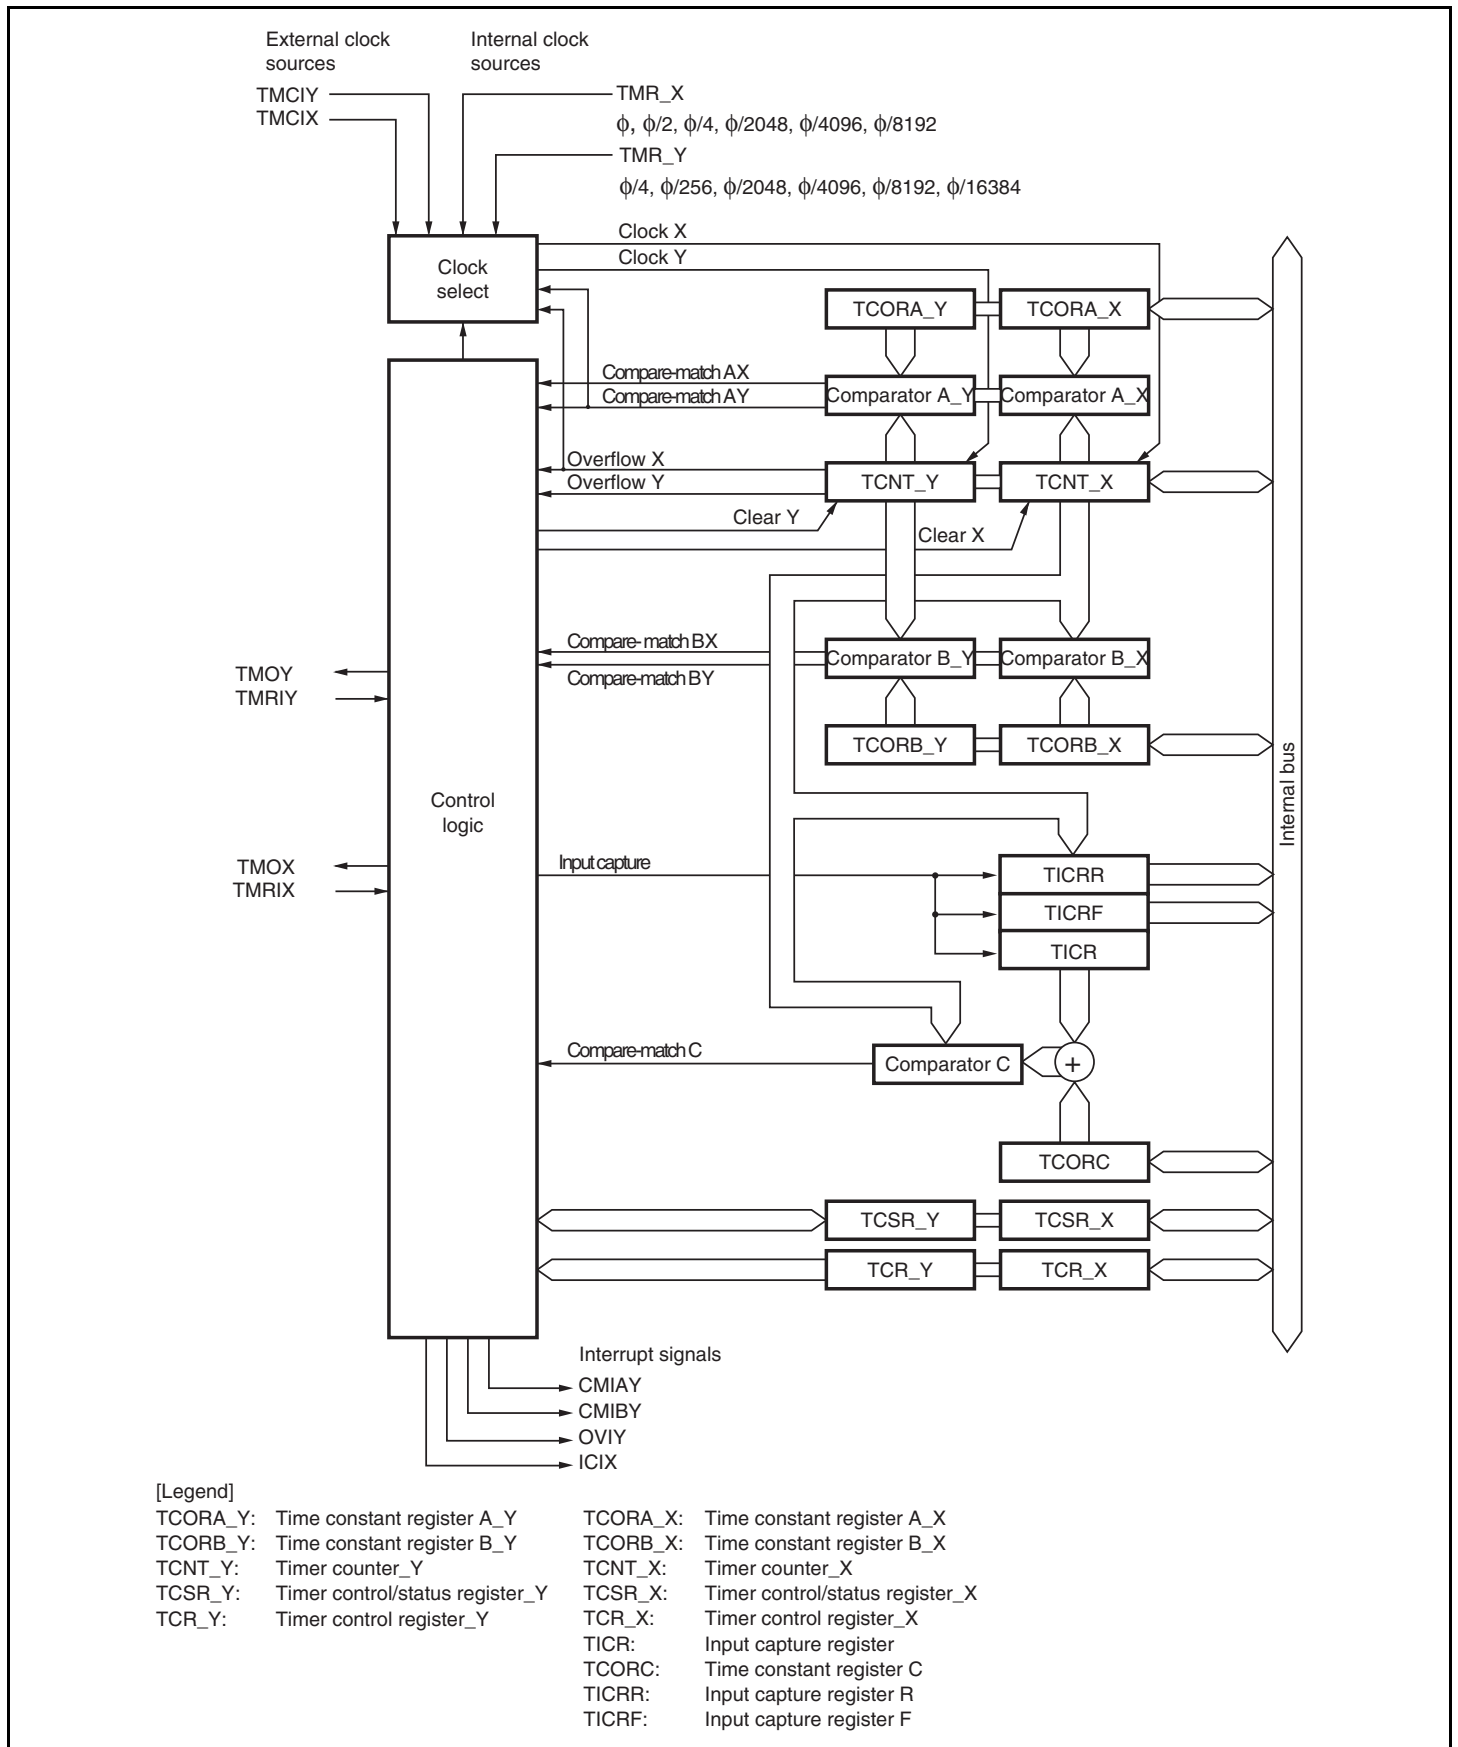 External clock
sources
Internal clock
sources
TMCIY
TMCIX
TMR_X
ϕ, ϕ/2, ϕ/4, ϕ/2048, ϕ/4096, ϕ/8192
TMR_Y
ϕ/4, ϕ/256, ϕ/2048, ϕ/4096, ϕ/8192, ϕ/16384
Clock
select
Clock X
Clock Y
TCORA_Y
TCORA_X
Compare-match AX
Compare-match AY
Comparator A_Y
Comparator A_X
Overflow X
Overflow Y
TCNT_Y
TCNT_X
Clear Y
Clear X
Compare- match BX
Compare-match BY
Comparator B_Y
Comparator B_X
TMOY
TMRIY
TCORB_Y
TCORB_X
Internal bus
Control
logic
TMOX
TMRIX
Input capture
TICRR
TICRF
TICR
Compare-match C
Comparator C
+
TCORC
TCSR_Y
TCSR_X
TCR_Y
TCR_X
Interrupt signals
CMIAY
CMIBY
OVIY
ICIX
[Legend]
TCORA_Y: Time constant register A_Y
TCORB_Y: Time constant register B_Y
TCNT_Y: Timer counter_Y
TCSR_Y: Timer control/status register_Y
TCR_Y: Timer control register_Y
TCORA_X: Time constant register A_X
TCORB_X: Time constant register B_X
TCNT_X: Timer counter_X
TCSR_X: Timer control/status register_X
TCR_X: Timer control register_X
TICR: Input capture register
TCORC: Time constant register C
TICRR: Input capture register R
TICRF: Input capture register F